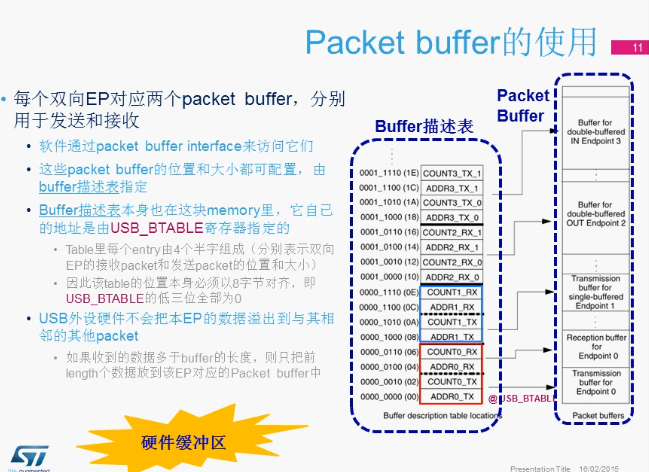 Packet buffer的使用
11
• 每个双向EP对应两个packet buffer，分别
用于发送和接收
• 软件通过packet buffer interface来访问它们
• 这些packet buffer的位置和大小都可配置，由
buffer描述表指定
• Buffer描述表本身也在这块memory里，它自己
的地址是由USB_BTABLE寄存器指定的
• Table里每个entry由4个半字组成（分别表示双向
EP的接收packet和发送packet的位置和大小）
• 因此该table的位置本身必须以8字节对齐，即
USB_BTABLE的低三位全部为0
• USB外设硬件不会把本EP的数据溢出到与其相
邻的其他packet
• 如果收到的数据多于buffer的长度，则只把前
length个数据放到该EP对应的Packet buffer中
硬件缓冲区
Buffer描述表
0001_1110 (1E) COUNT3_TX_1
0001_1100 (1C) ADDR3_TX_1
0001_1010 (1A) COUNT3_TX_0
0001_1000 (18) ADDR3_TX_0
0001_0110 (16) COUNT2_RX_1
0001_0100 (14) ADDR2_RX_1
0001_0010 (12) COUNT2_RX_0
0001_0000 (10) ADDR2_RX_0
0000_1110 (0E) COUNT1_RX
0000_1100 (0C) ADDR1_RX
0000_1010 (0A) COUNT1_TX
0000_1000 (08) ADDR1_TX
0000_0110 (06) COUNT0_RX
0000_0100 (04) ADDR0_RX
0000_0010 (02) COUNT0_TX
0000_0000 (00) ADDR0_TX
@USB_BTABLE
Buffer description table locations
Packet
Buffer
Buffer for
double-buffered
IN Endpoint 3
Buffer for
double-buffered
OUT Endpoint 2
Transmission
buffer for
single-buffered
Endpoint 1
Reception buffer
for
Endpoint 0
Transmission
buffer for
Endpoint 0
Packet buffers
ST
life.augmented
Presentation Title
16/02/2015